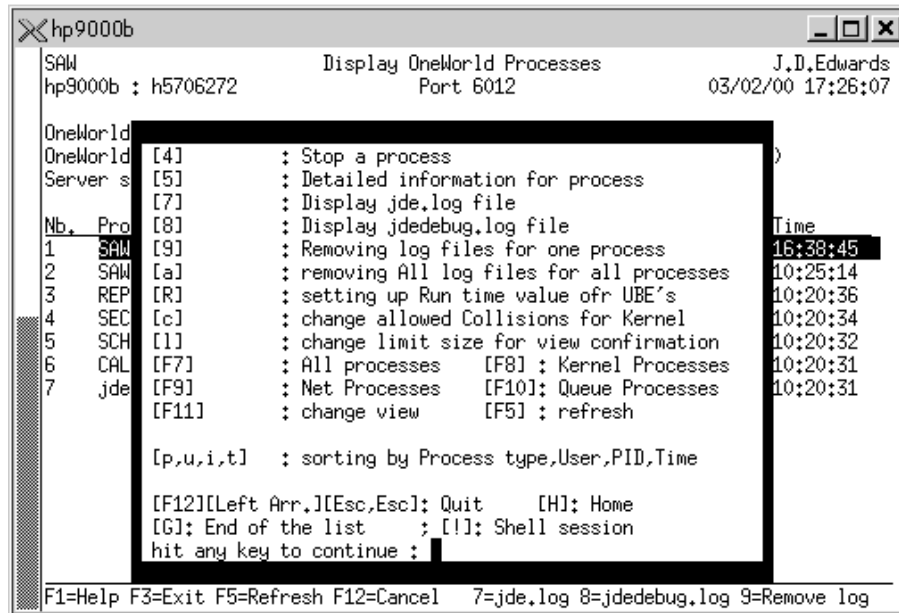 hp9000b
SAW Display OneWorld Processes J.D.Edwards
hp9000b : h5706272 Port 6012 03/02/00 17:26:07
OneWorld
OneWorld )
Server s
[4] : Stop a process
[5] : Detailed information for process
[7] : Display jde.log file
[8] : Display jdedebug.log file
[9] : Removing log files for one process
[a] : removing All log files for all processes
[R] : setting up Run time value ofr UBE's
[c] : change allowed Collisions for Kernel
[l] : change limit size for view confirmation
[F7] : All processes [F8] : Kernel Processes
[F9] : Net Processes [F10]: Queue Processes
[F11] : change view [F5] : refresh
[p,u,i,t] : sorting by Process type,User,PID,Time
[F12][Left Arr.][Esc,Esc]: Quit [H]: Home
[G]: End of the list ; [!]: Shell session
hit any key to continue :
Nb. Pro Time
1 SAW 16:38:45
2 SAW 10:25:14
3 REP 10:20:36
4 SEC 10:20:34
5 SCH 10:20:32
6 CAL 10:20:31
7 jde 10:20:31
F1=Help F3=Exit F5=Refresh F12=Cancel 7=jde.log 8=jdedebug.log 9=Remove log